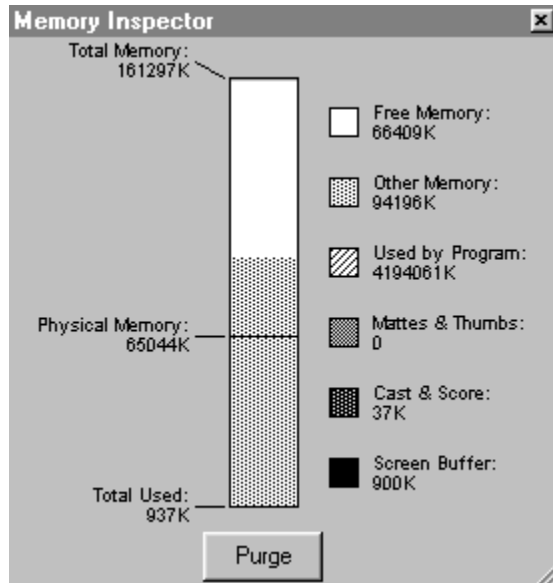 Memory Inspector
Total Memory:
161297K
Free Memory:
66409K
Other Memory:
94196K
Used by Program:
4194061K
Physical Memory:
65044K
Mattes & Thumbs:
0
Cast & Score:
37K
Total Used:
937K
Screen Buffer:
900K
Purge